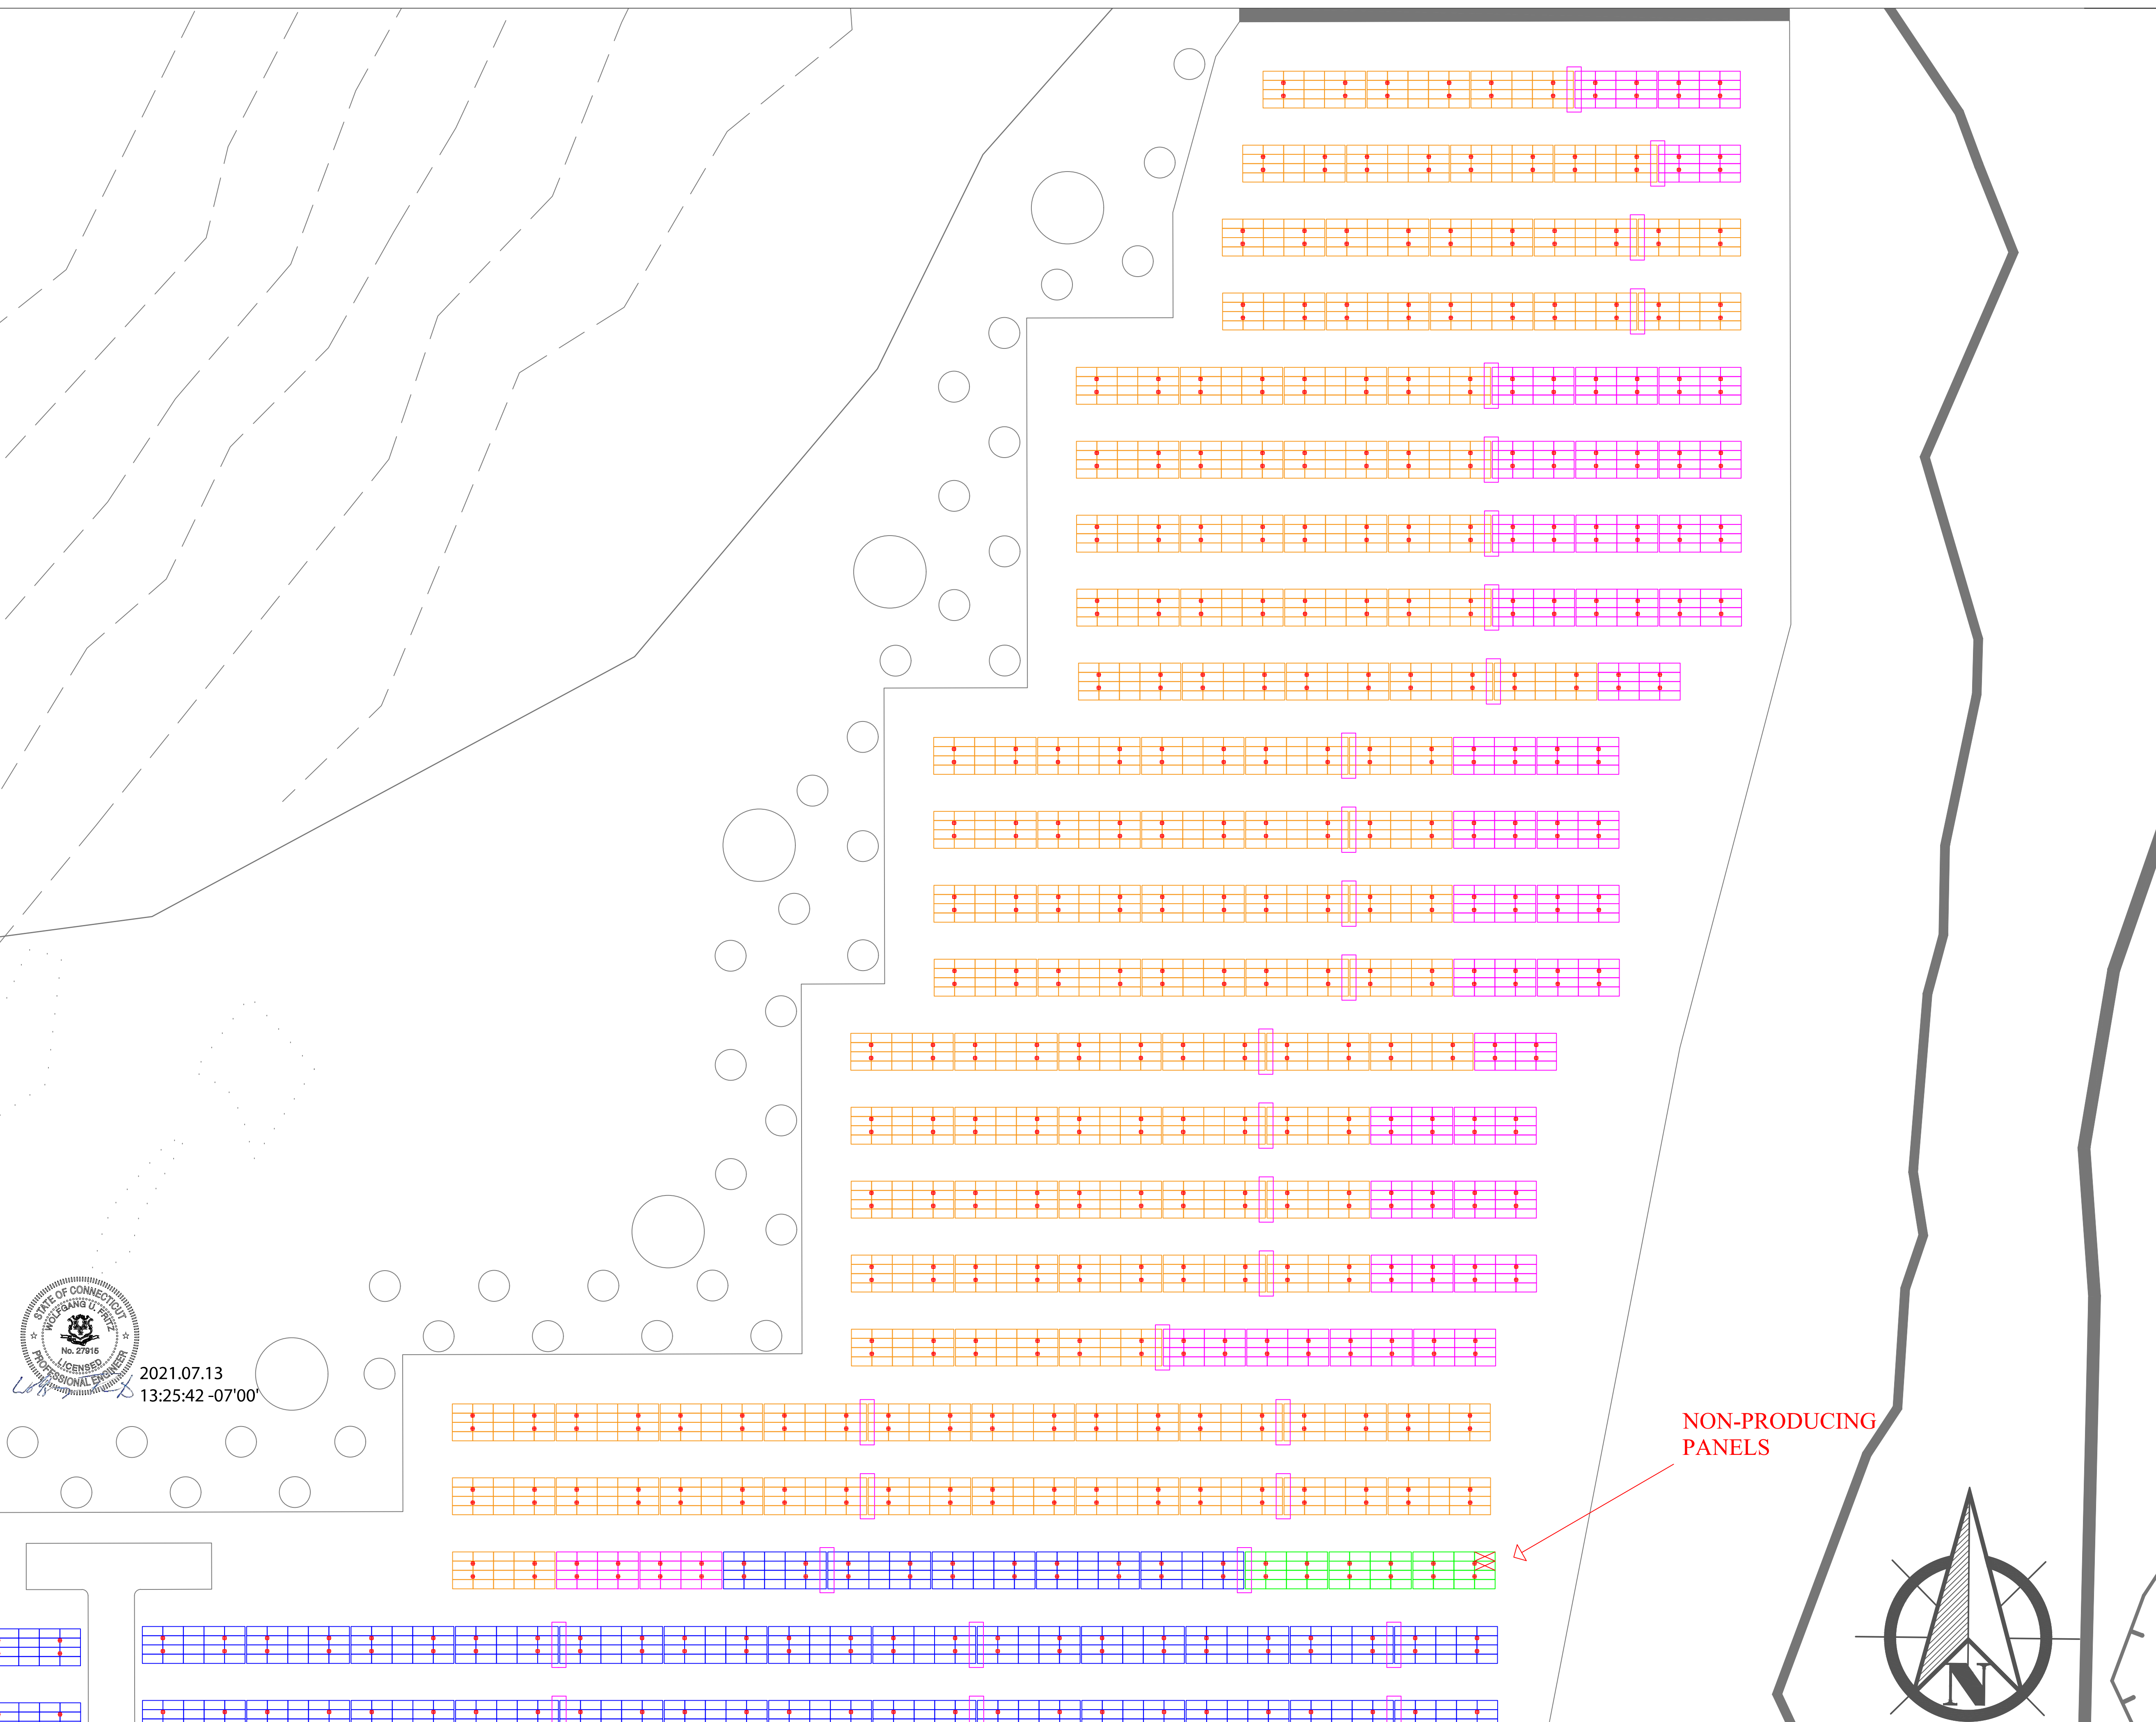 STATE OF CONNECTICUT
WOLFGANG U. FRITZ
No. 27915
LICENSED
PROFESSIONAL ENGINEER
2021.07.13
13:25:42 -07'00'
NON-PRODUCING
PANELS
N